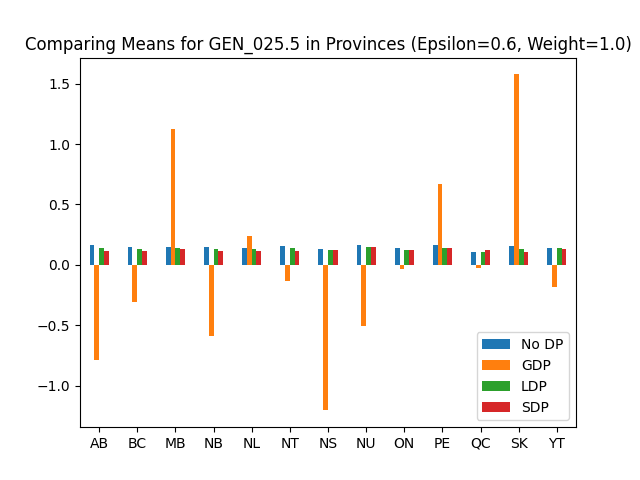 Comparing Means for GEN_025.5 in Provinces (Epsilon=0.6, Weight=1.0)
1.5
1.0
0.5
0.0
−0.5
−1.0
No DP
GDP
LDP
SDP
AB BC MB NB NL NT NS NU ON PE QC SK YT